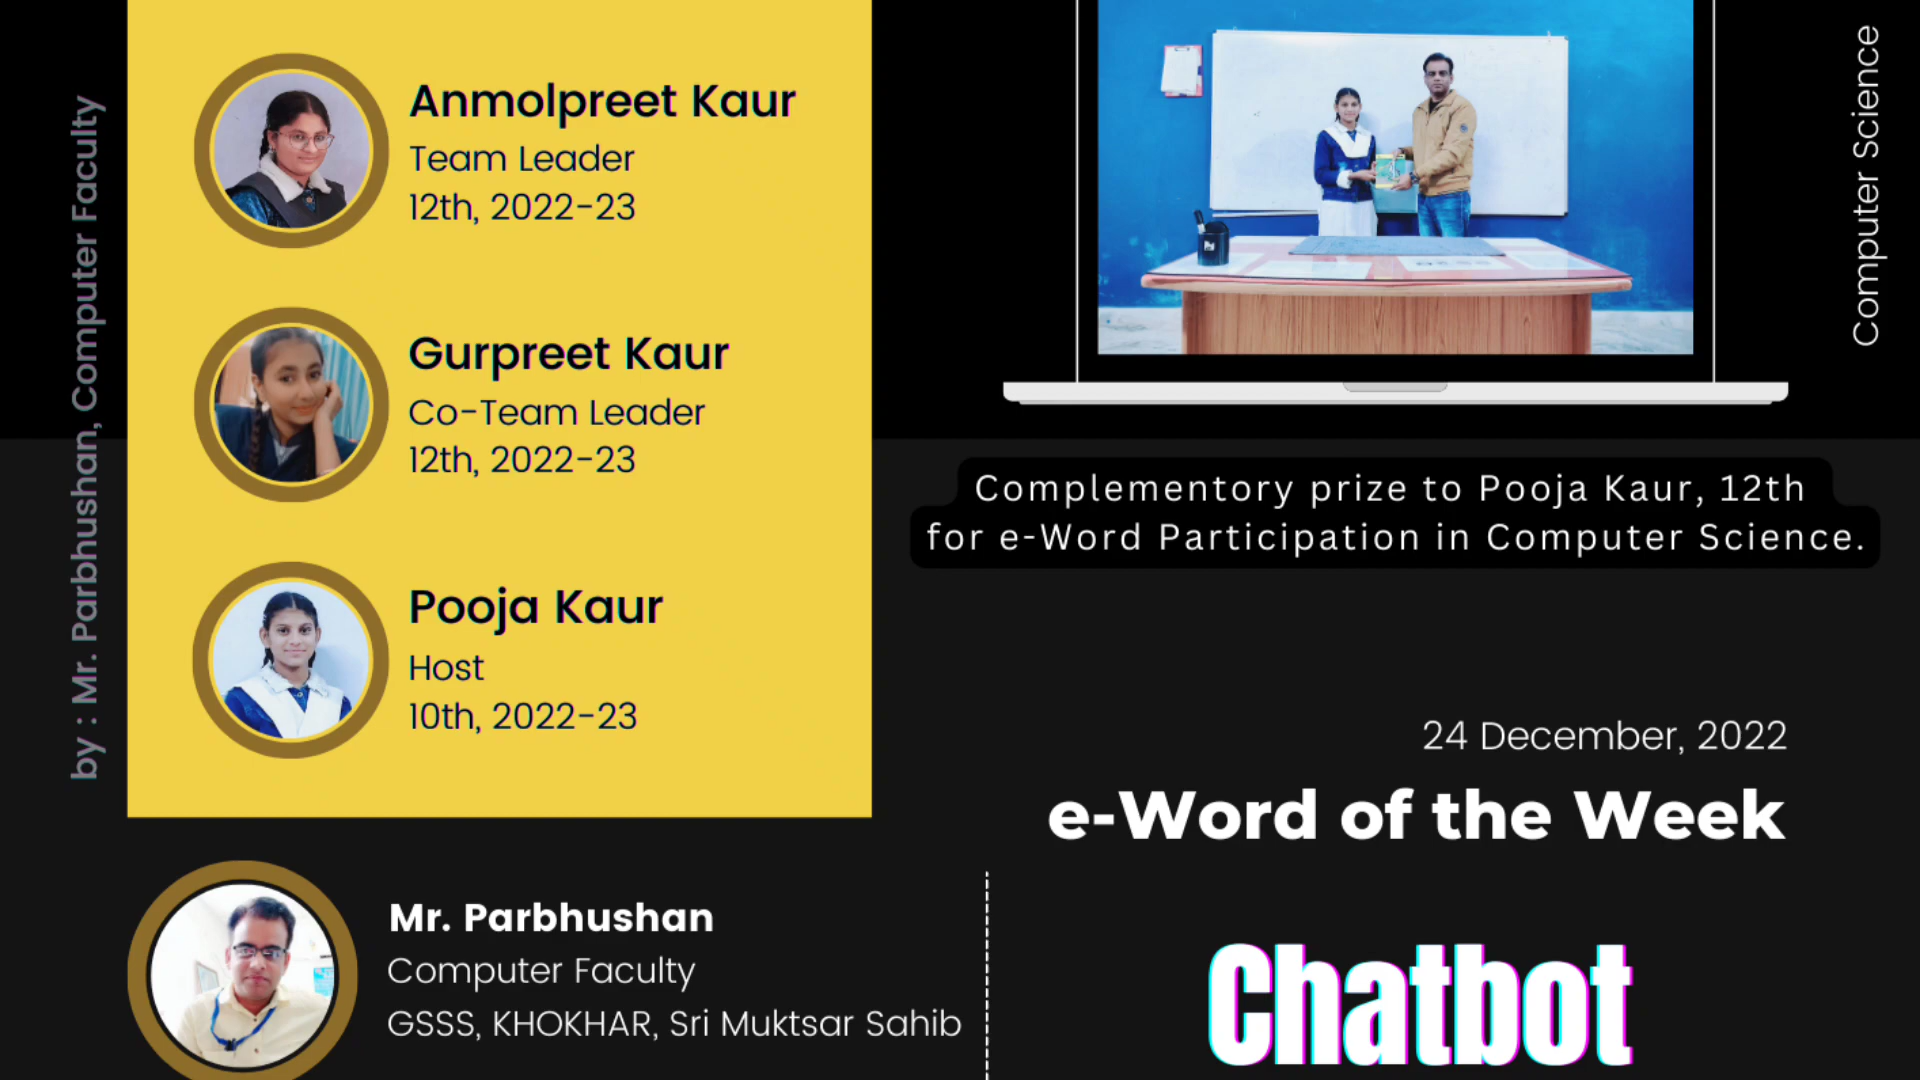 by : Mr. Parbhushan, Computer Faculty
Anmolpreet Kaur
Team Leader
12th, 2022-23
Gurpreet Kaur
Co-Team Leader
12th, 2022-23
Pooja Kaur
Host
10th, 2022-23
Mr. Parbhushan
Computer Faculty
GSSS, KHOKHAR, Sri Muktsar Sahib
Computer Science
Complementory prize to Pooja Kaur, 12th
for e-Word Participation in Computer Science.
24 December, 2022
e-Word of the Week
Chatbot